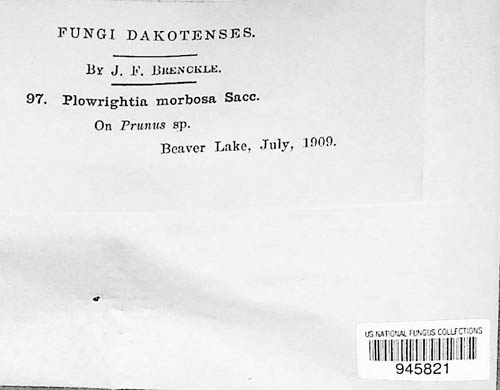 FUNGI DAKOTENSES.
BY J. F. BRENCKLE.
97. Plowrightia morbosa Sacc.
On Prunus sp.
Beaver Lake, July, 1909.
US NATIONAL FUNGUS COLLECTIONS
945821